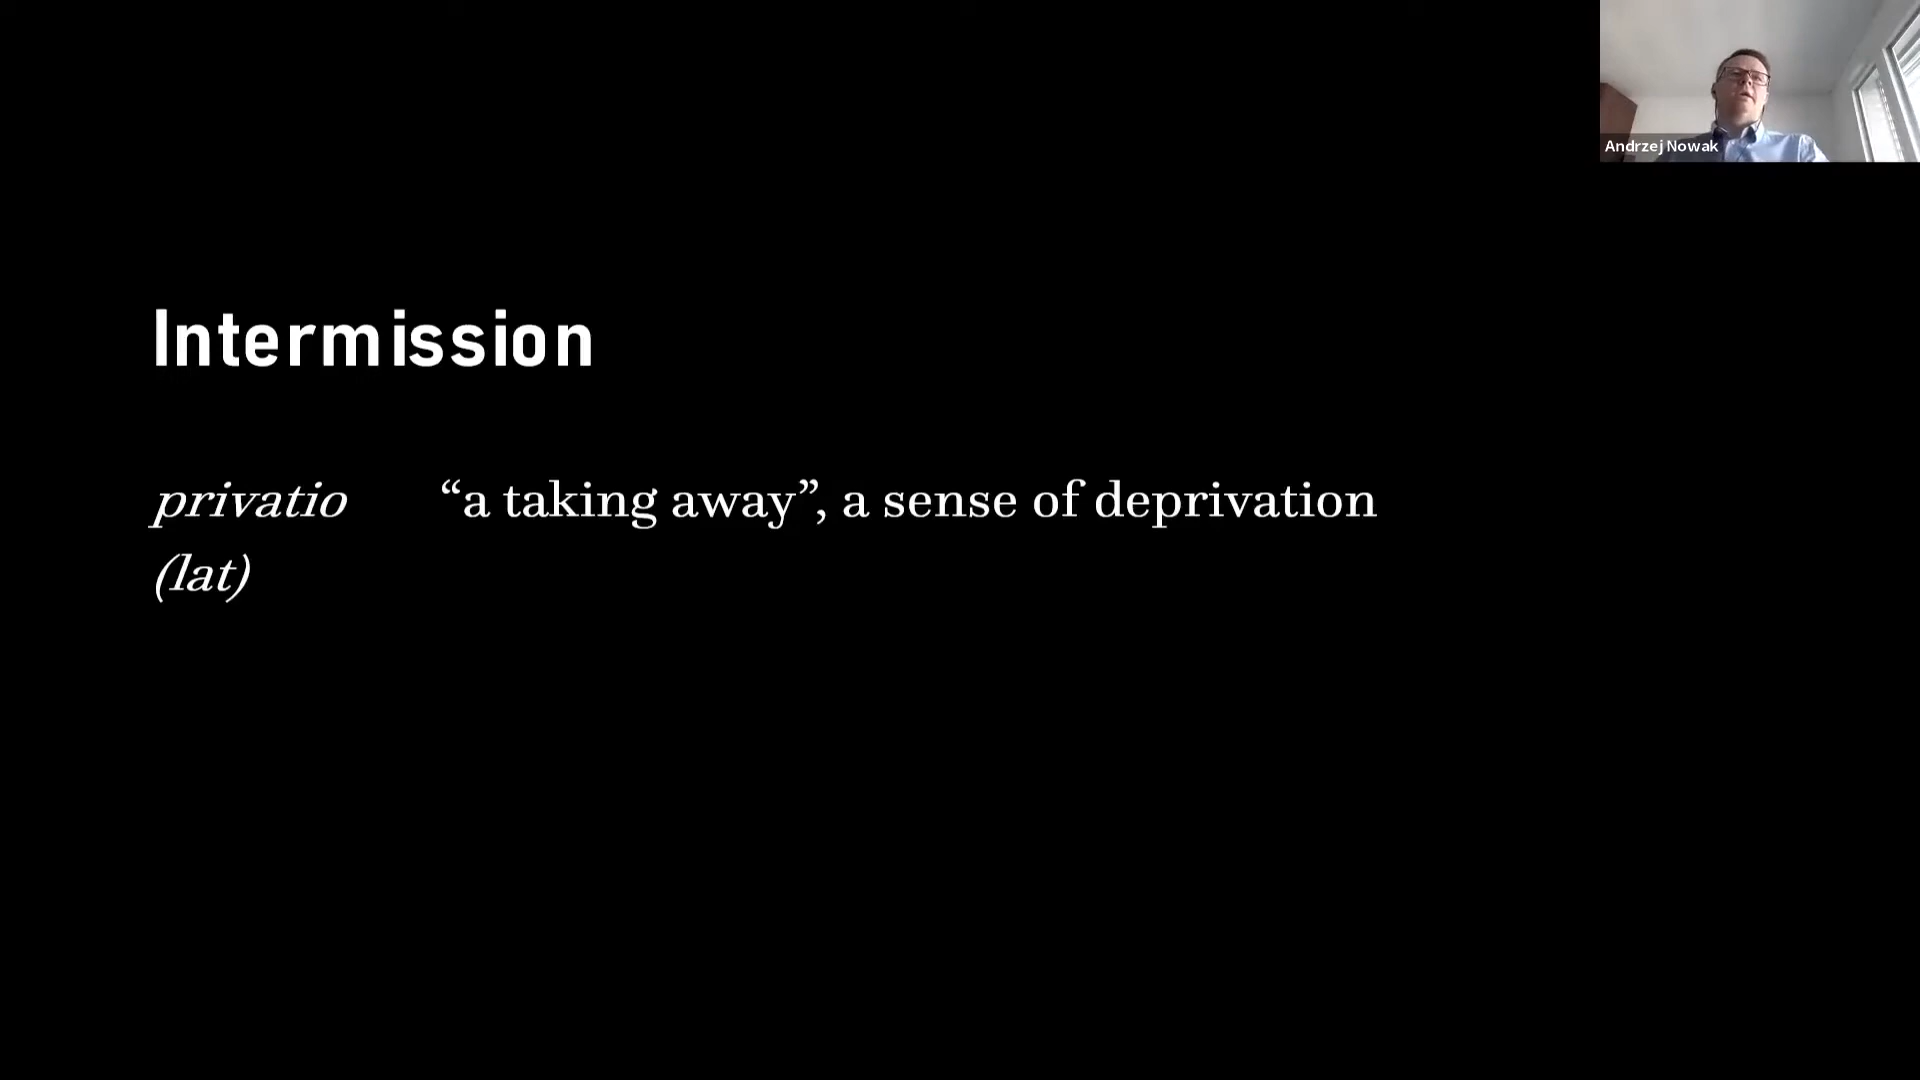 Andrzej Nowak
Intermission
privatio “a taking away”, a sense of deprivation
(lat)